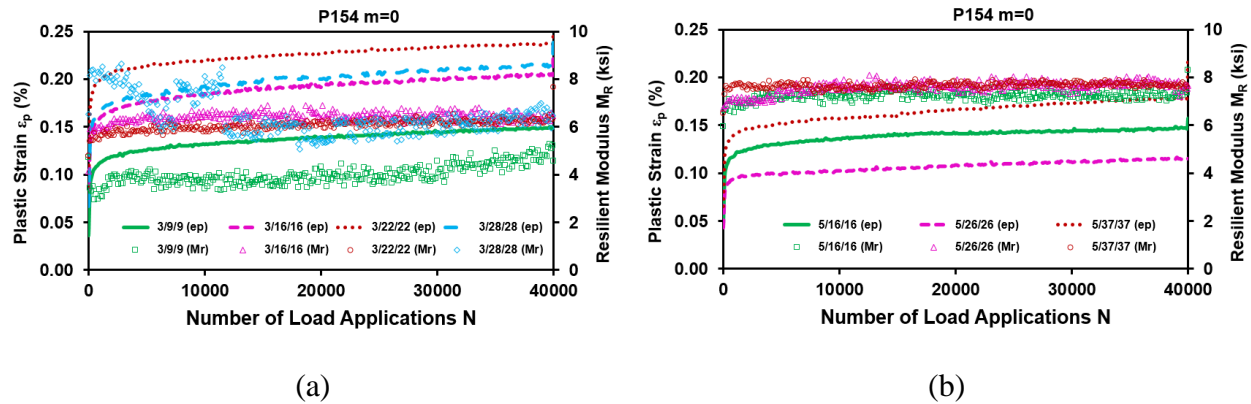 P154 m=0
0.25
0.20
0.15
0.10
0.05
0.00
Plastic Strain εp (%)
10
8
6
4
2
0
Resilient Modulus MR (ksi)
3/9/9 (ep) 3/16/16 (ep) 3/22/22 (ep) 3/28/28 (ep)
3/9/9 (Mr) 3/16/16 (Mr) 3/22/22 (Mr) 3/28/28 (Mr)
0 10000 20000 30000 40000
Number of Load Applications N
(a)
P154 m=0
0.25
0.20
0.15
0.10
0.05
0.00
Plastic Strain εp (%)
10
8
6
4
2
0
Resilient Modulus MR (ksi)
5/16/16 (ep) 5/26/26 (ep) 5/37/37 (ep)
5/16/16 (Mr) 5/26/26 (Mr) 5/37/37 (Mr)
0 10000 20000 30000 40000
Number of Load Applications N
(b)